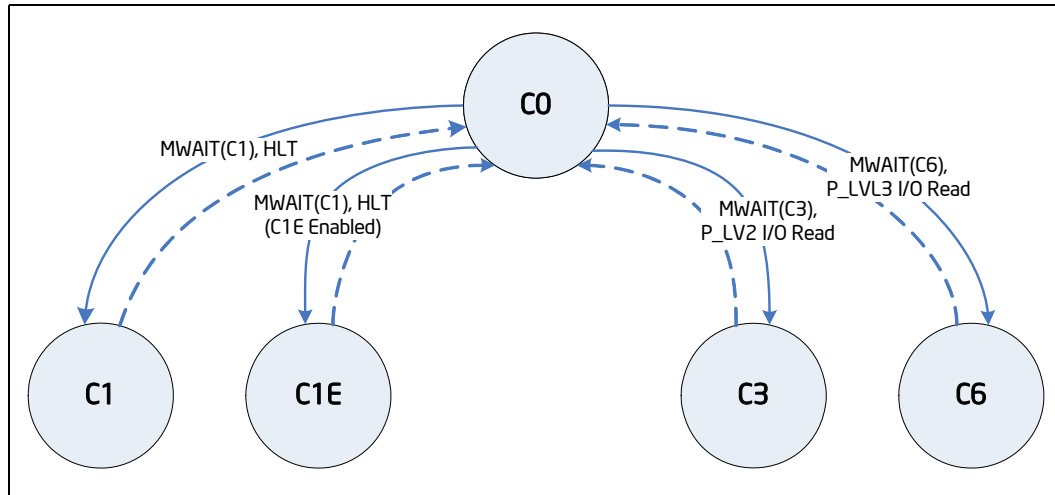 C0
MWAIT(C1), HLT
MWAIT(C1), HLT
(C1E Enabled)
MWAIT(C3),
P_LV2 I/O Read
MWAIT(C6),
P_LVL3 I/O Read
C1
C1E
C3
C6